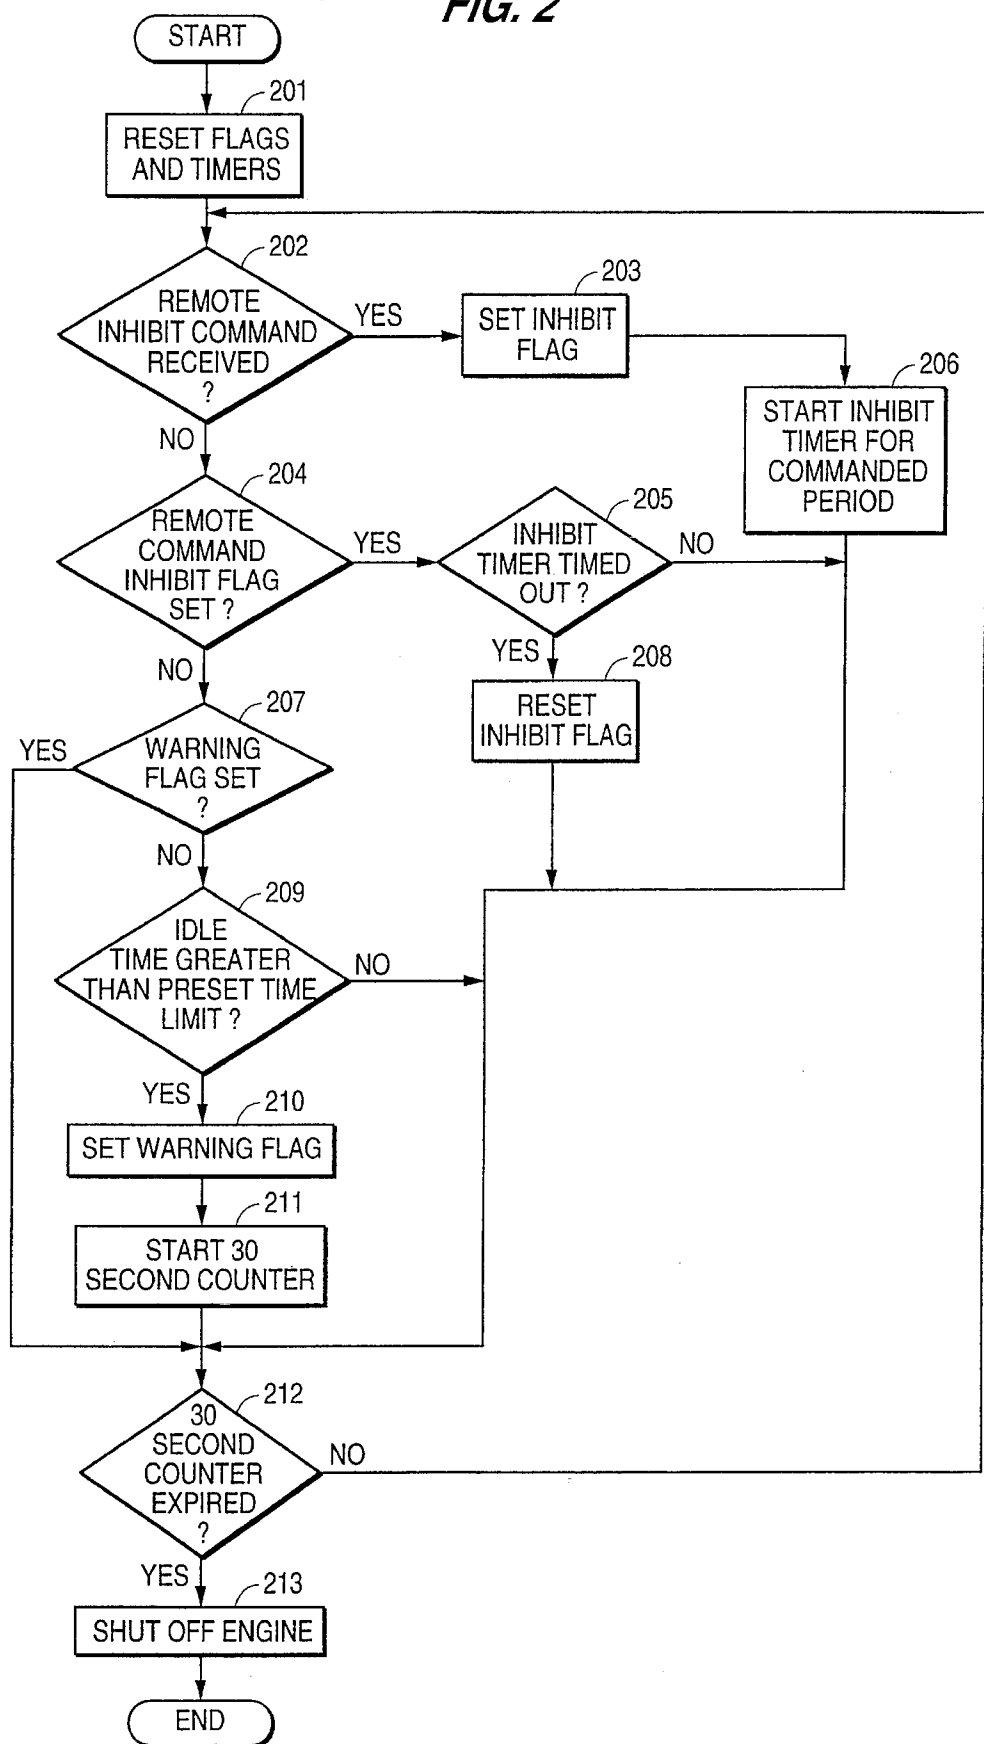 FIG. 2
START
201
RESET FLAGS
AND TIMERS
202
REMOTE
INHIBIT COMMAND
RECEIVED
?
YES
203
SET INHIBIT
FLAG
206
START INHIBIT
TIMER FOR
COMMANDED
PERIOD
NO
204
REMOTE
COMMAND
INHIBIT FLAG
SET ?
YES
205
INHIBIT
TIMER TIMED
OUT ?
NO
YES
208
RESET
INHIBIT FLAG
NO
207
WARNING
FLAG SET
?
YES
NO
209
IDLE
TIME GREATER
THAN PRESET TIME
LIMIT ?
NO
YES
210
SET WARNING FLAG
211
START 30
SECOND COUNTER
212
30
SECOND
COUNTER
EXPIRED
?
NO
YES
213
SHUT OFF ENGINE
END